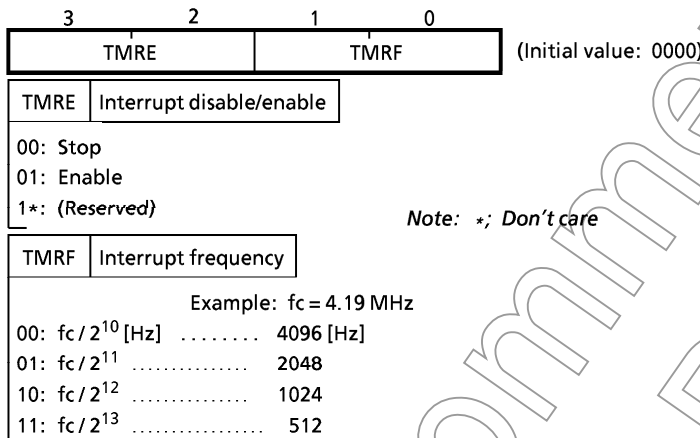 3 2 1 0
TMRE TMRF (Initial value: 0000)
TMRE Interrupt disable/enable
00: Stop
01: Enable
1*: (Reserved)
Note: *; Don't care
TMRF Interrupt frequency
Example: fc = 4.19 MHz
00: fc / 2^10 [Hz] ........ 4096 [Hz]
01: fc / 2^11 ............... 2048
10: fc / 2^12 ............... 1024
11: fc / 2^13 ................. 512